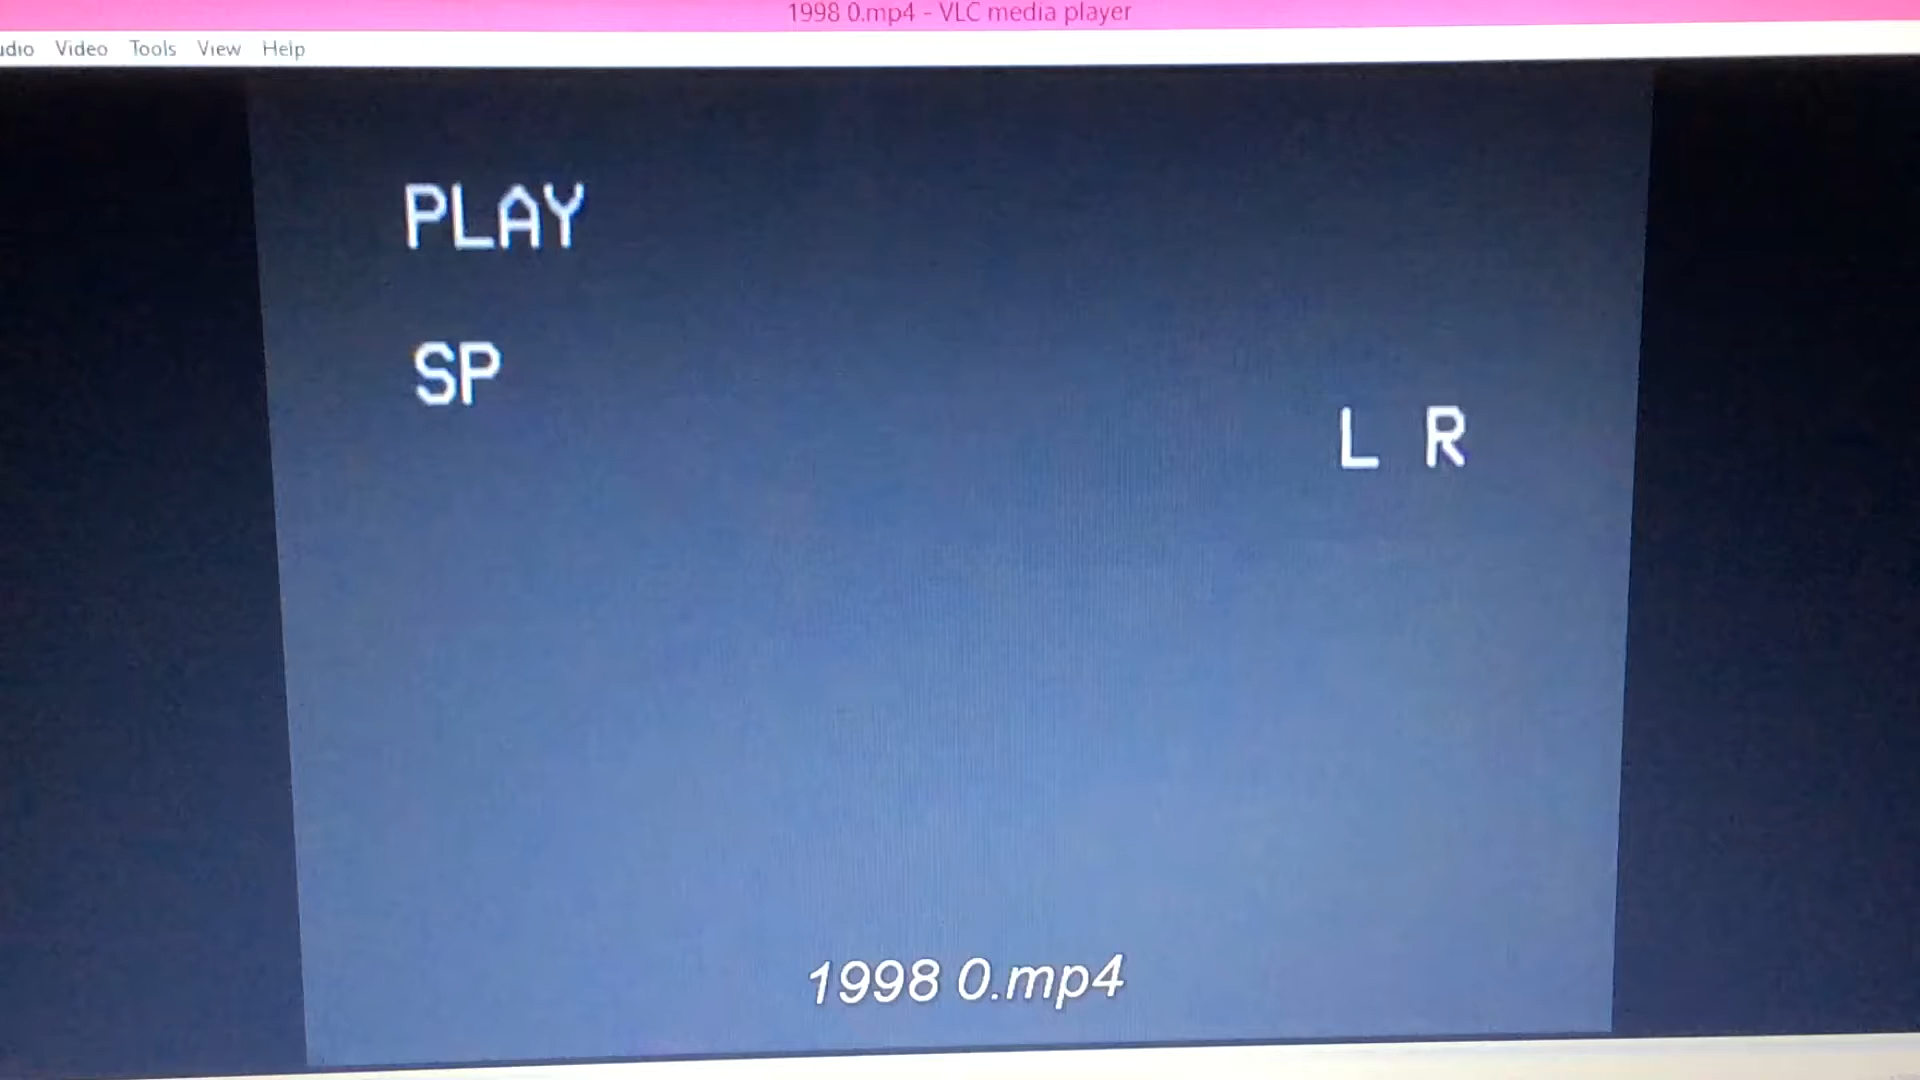 1998 0.mp4 - VLC media player
udio Video Tools View Help
PLAY
SP
L R
1998 0.mp4